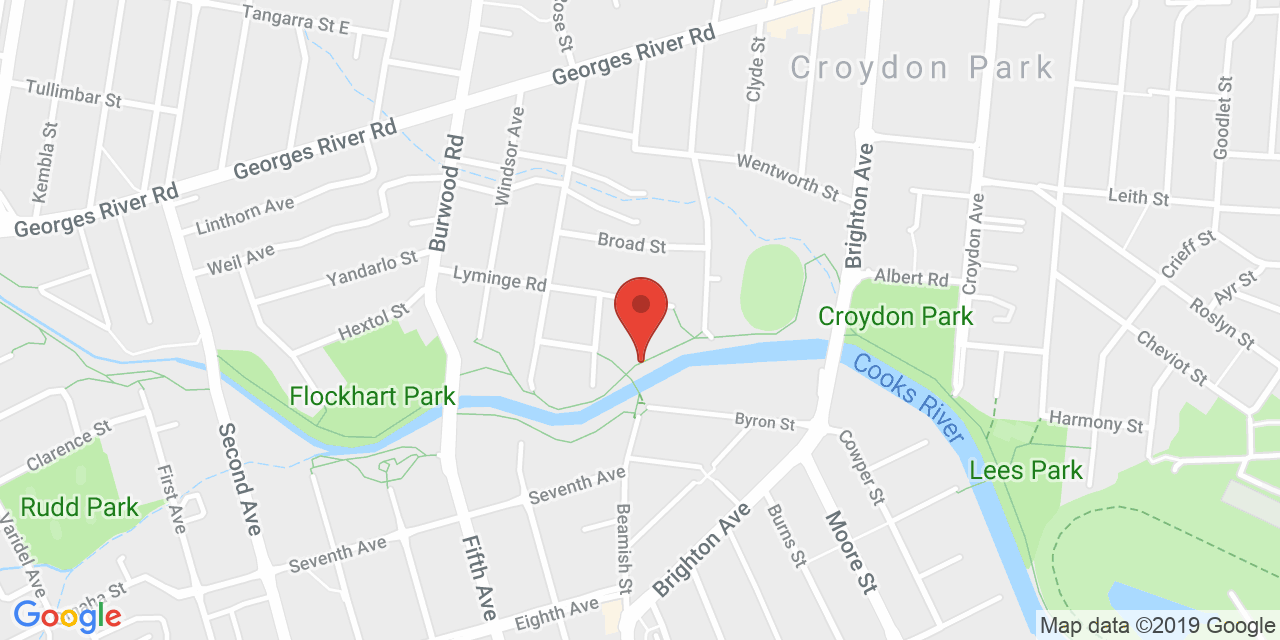 Tangarra St E
Rose St
Georges River Rd
Clyde St
Croydon Park
Tullimbar St
Goodlet St
Kembla St
Georges River Rd
Windsor Ave
Burwood Rd
Wentworth St
Brighton Ave
Leith St
Georges River Rd
Linthorn Ave
Croydon Ave
Weil Ave
Broad St
Crieff St
Yandarlo St
Lyminge Rd
Albert Rd
Ayr St
Hextol St
Croydon Park
Roslyn St
Cheviot St
Cooks River
Flockhart Park
Byron St
Harmony St
Clarence St
Second Ave
Cowper St
Lees Park
First Ave
Seventh Ave
Rudd Park
Beamish St
Brighton Ave
Burns St
Moore St
Varidel Ave
Seventh Ave
Fifth Ave
Eighth Ave
Google
Map data ©2019 Google